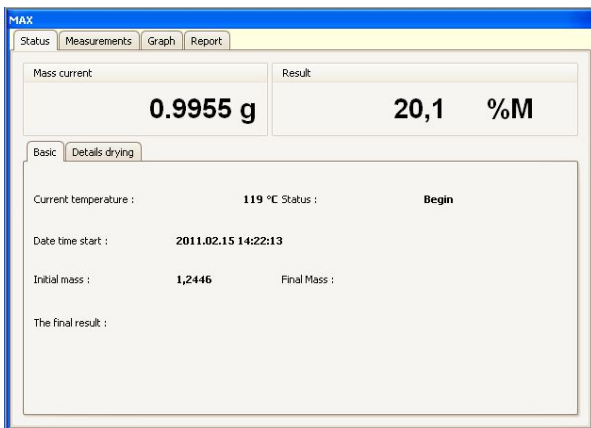 MAX
Status Measurements Graph Report
Mass current Result
0.9955 g 20,1 %M
Basic Details drying
Current temperature : 119 °C Status : Begin
Date time start : 2011.02.15 14:22:13
Initial mass : 1,2446 Final Mass :
The final result :